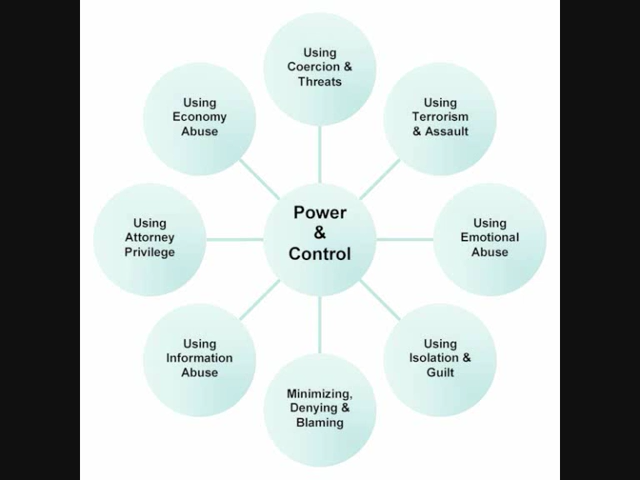 Using
Coercion &
Threats
Using
Terrorism
& Assault
Using
Emotional
Abuse
Using
Isolation &
Guilt
Minimizing,
Denying &
Blaming
Using
Information
Abuse
Using
Attorney
Privilege
Using
Economy
Abuse
Power
&
Control